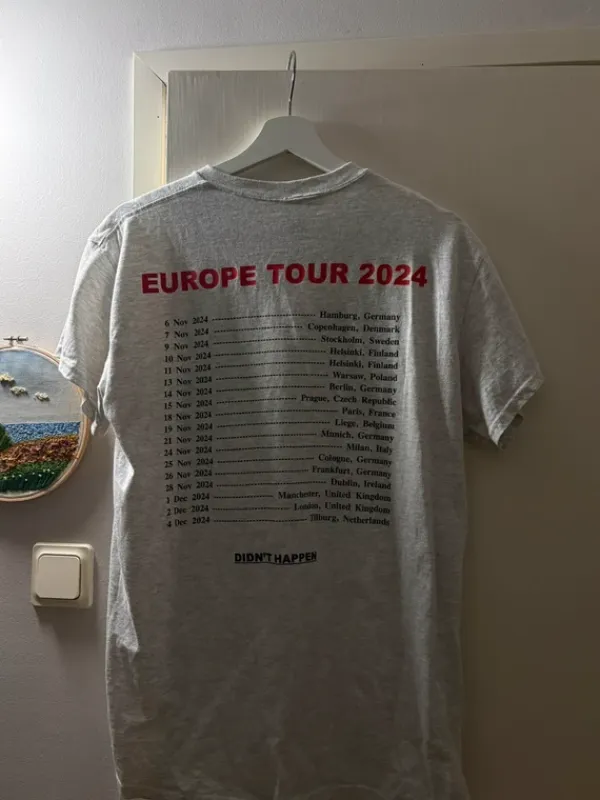 EUROPE TOUR 2024
6 Nov 2024 Hamburg, Germany
7 Nov 2024 Copenhagen, Denmark
9 Nov 2024 Stockholm, Sweden
10 Nov 2024 Helsinki, Finland
11 Nov 2024 Helsinki, Finland
13 Nov 2024 Warsaw, Poland
14 Nov 2024 Berlin, Germany
15 Nov 2024 Prague, Czech Republic
18 Nov 2024 Paris, France
19 Nov 2024 Liege, Belgium
21 Nov 2024 Munich, Germany
24 Nov 2024 Milan, Italy
25 Nov 2024 Cologne, Germany
26 Nov 2024 Frankfurt, Germany
28 Nov 2024 Dublin, Ireland
1 Dec 2024 Manchester, United Kingdom
2 Dec 2024 London, United Kingdom
4 Dec 2024 Tilburg, Netherlands
DIDN'T HAPPEN